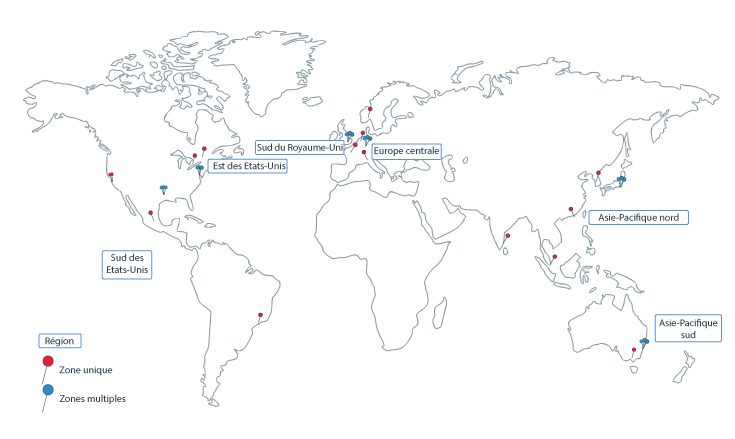 Sud du Royaume-Uni
Europe centrale
Est des Etats-Unis
Asie-Pacifique nord
Sud des
Etats-Unis
Asie-Pacifique
sud
Région
Zone unique
Zones multiples